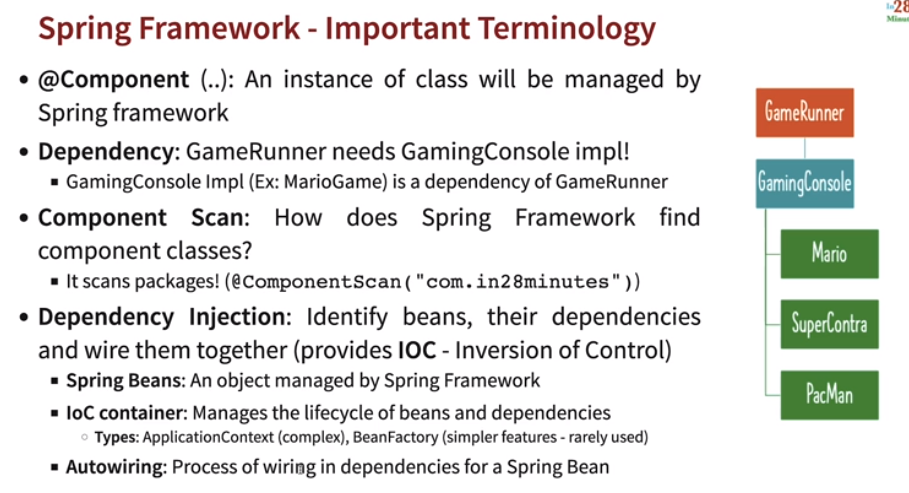 Spring Framework - Important Terminology
In28
Minut
• @Component (..): An instance of class will be managed by
Spring framework
• Dependency: GameRunner needs GamingConsole impl!
▪ GamingConsole Impl (Ex: MarioGame) is a dependency of GameRunner
• Component Scan: How does Spring Framework find
component classes?
▪ It scans packages! (@ComponentScan("com.in28minutes"))
• Dependency Injection: Identify beans, their dependencies
and wire them together (provides IOC - Inversion of Control)
▪ Spring Beans: An object managed by Spring Framework
▪ IoC container: Manages the lifecycle of beans and dependencies
○ Types: ApplicationContext (complex), BeanFactory (simpler features - rarely used)
▪ Autowiring: Process of wiring in dependencies for a Spring Bean
GameRunner
GamingConsole
Mario
SuperContra
PacMan